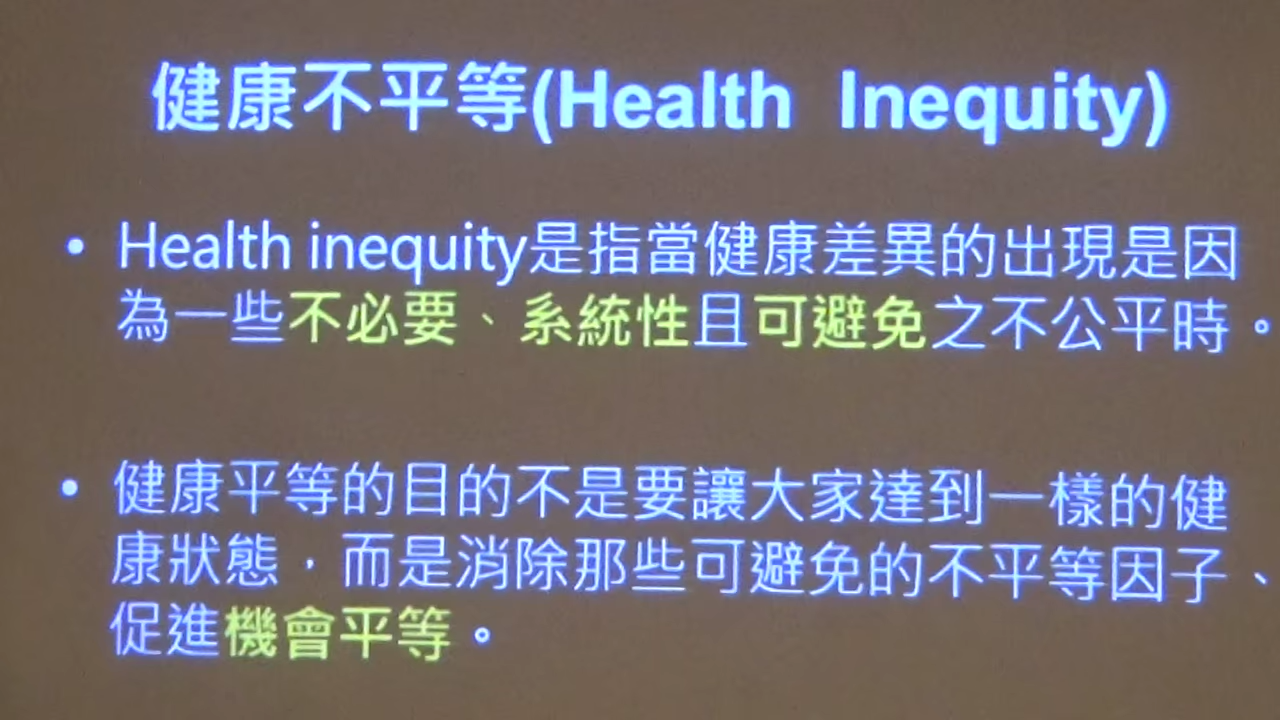 健康不平等(Health Inequity)
• Health inequity是指當健康差異的出現是因
為一些不必要、系統性且可避免之不公平時。
• 健康平等的目的不是要讓大家達到一樣的健
康狀態，而是消除那些可避免的不平等因子、
促進機會平等。